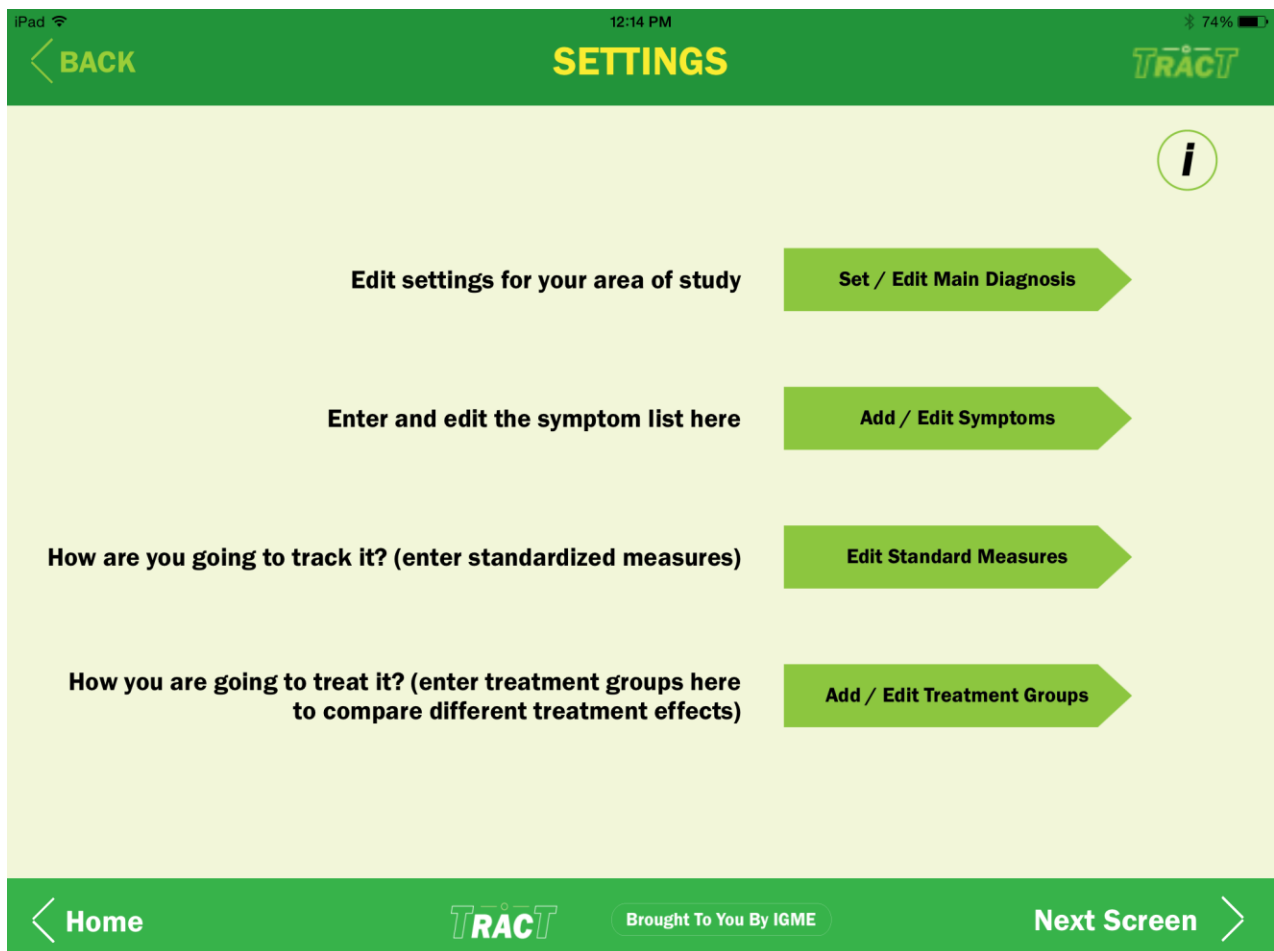 iPad 12:14 PM 74%
BACK SETTINGS TRACT
i
Edit settings for your area of study Set / Edit Main Diagnosis
Enter and edit the symptom list here Add / Edit Symptoms
How are you going to track it? (enter standardized measures) Edit Standard Measures
How you are going to treat it? (enter treatment groups here
to compare different treatment effects) Add / Edit Treatment Groups
Home TRACT Brought To You By IGME Next Screen